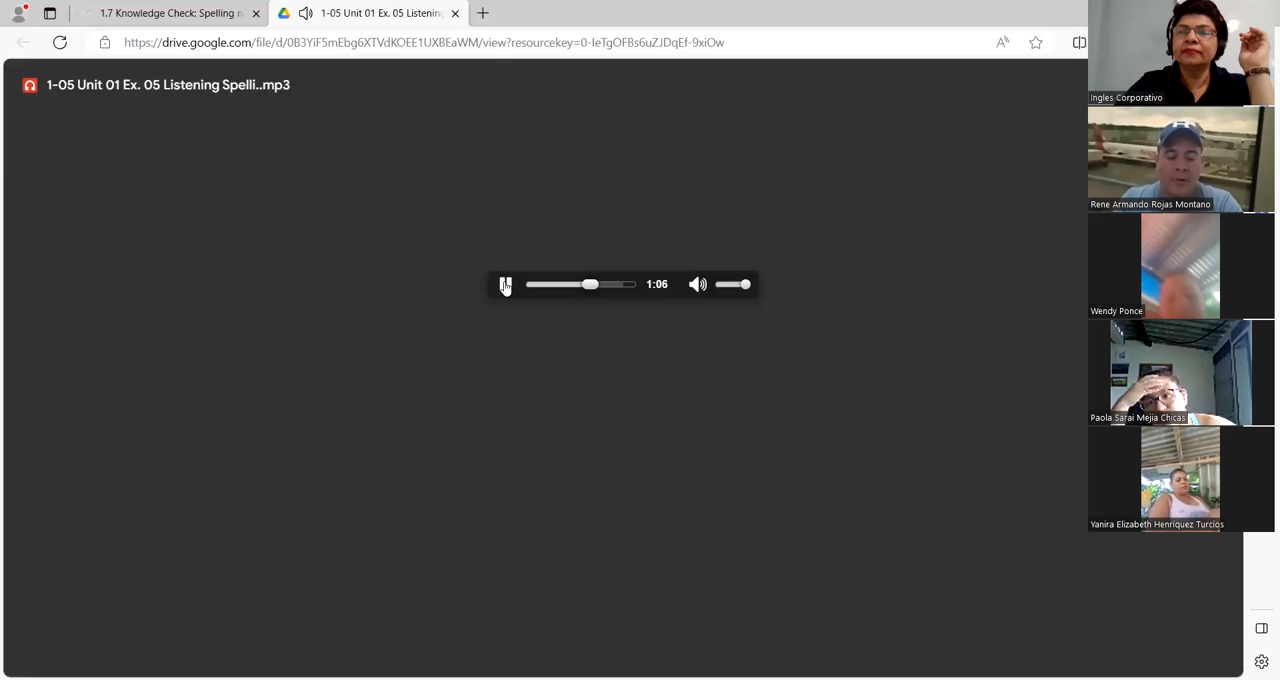 1.7 Knowledge Check: Spelling n
1-05 Unit 01 Ex. 05 Listening
https://drive.google.com/file/d/0B3YiF5mEbg6XTVdKOEE1UXBEaWM/view?resourcekey=0-IeTgOFBs6uZJDqEf-9xiOw
1-05 Unit 01 Ex. 05 Listening Spelli..mp3
1:06
Ingles Corporativo
Rene Armando Rojas Montano
Wendy Ponce
Paola Sarai Mejia Chicas
Yanira Elizabeth Henriquez Turcios